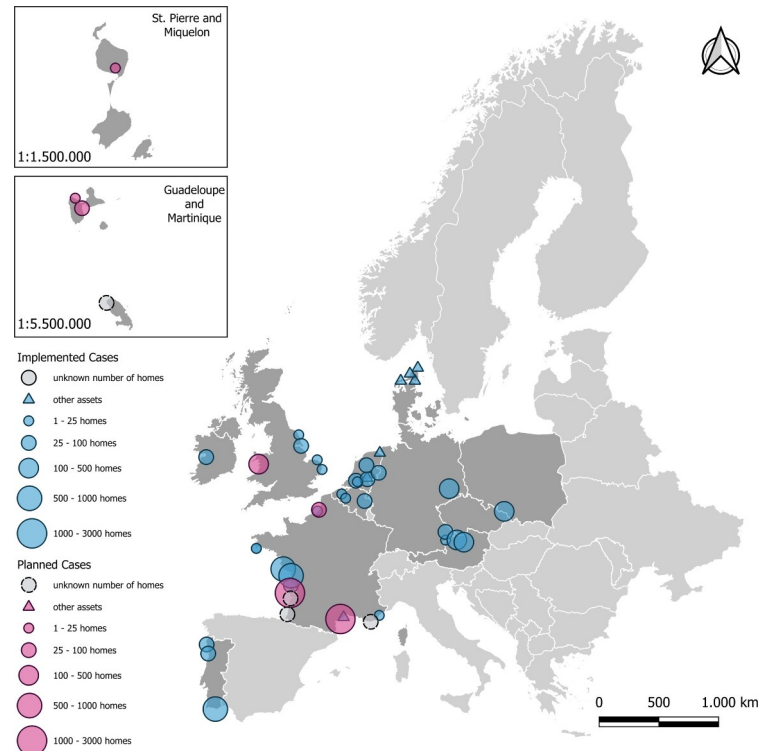 St. Pierre and
Miquelon
1:1.500.000
Guadeloupe
and
Martinique
1:5.500.000
Implemented Cases
unknown number of homes
other assets
1 - 25 homes
25 - 100 homes
100 - 500 homes
500 - 1000 homes
1000 - 3000 homes
Planned Cases
unknown number of homes
other assets
1 - 25 homes
25 - 100 homes
100 - 500 homes
500 - 1000 homes
1000 - 3000 homes
0 500 1.000 km